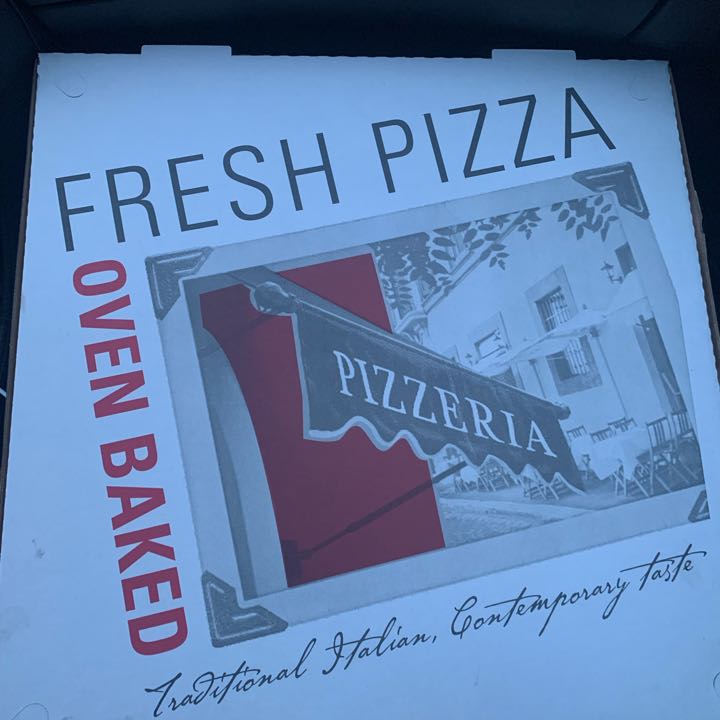 FRESH PIZZA
OVEN BAKED
PIZZERIA
Traditional Italian, Contemporary taste